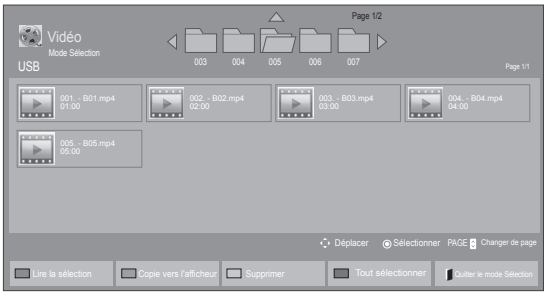 Page 1/2
Vidéo
Mode Sélection
003 004 005 006 007
USB
Page 1/1
001. - B01.mp4
01:00
002. - B02.mp4
02:00
003. - B03.mp4
03:00
004. - B04.mp4
04:00
005. - B05.mp4
05:00
Déplacer Sélectionner PAGE Changer de page
Lire la sélection
Copie vers l'afficheur
Supprimer
Tout sélectionner
Quitter le mode Sélection